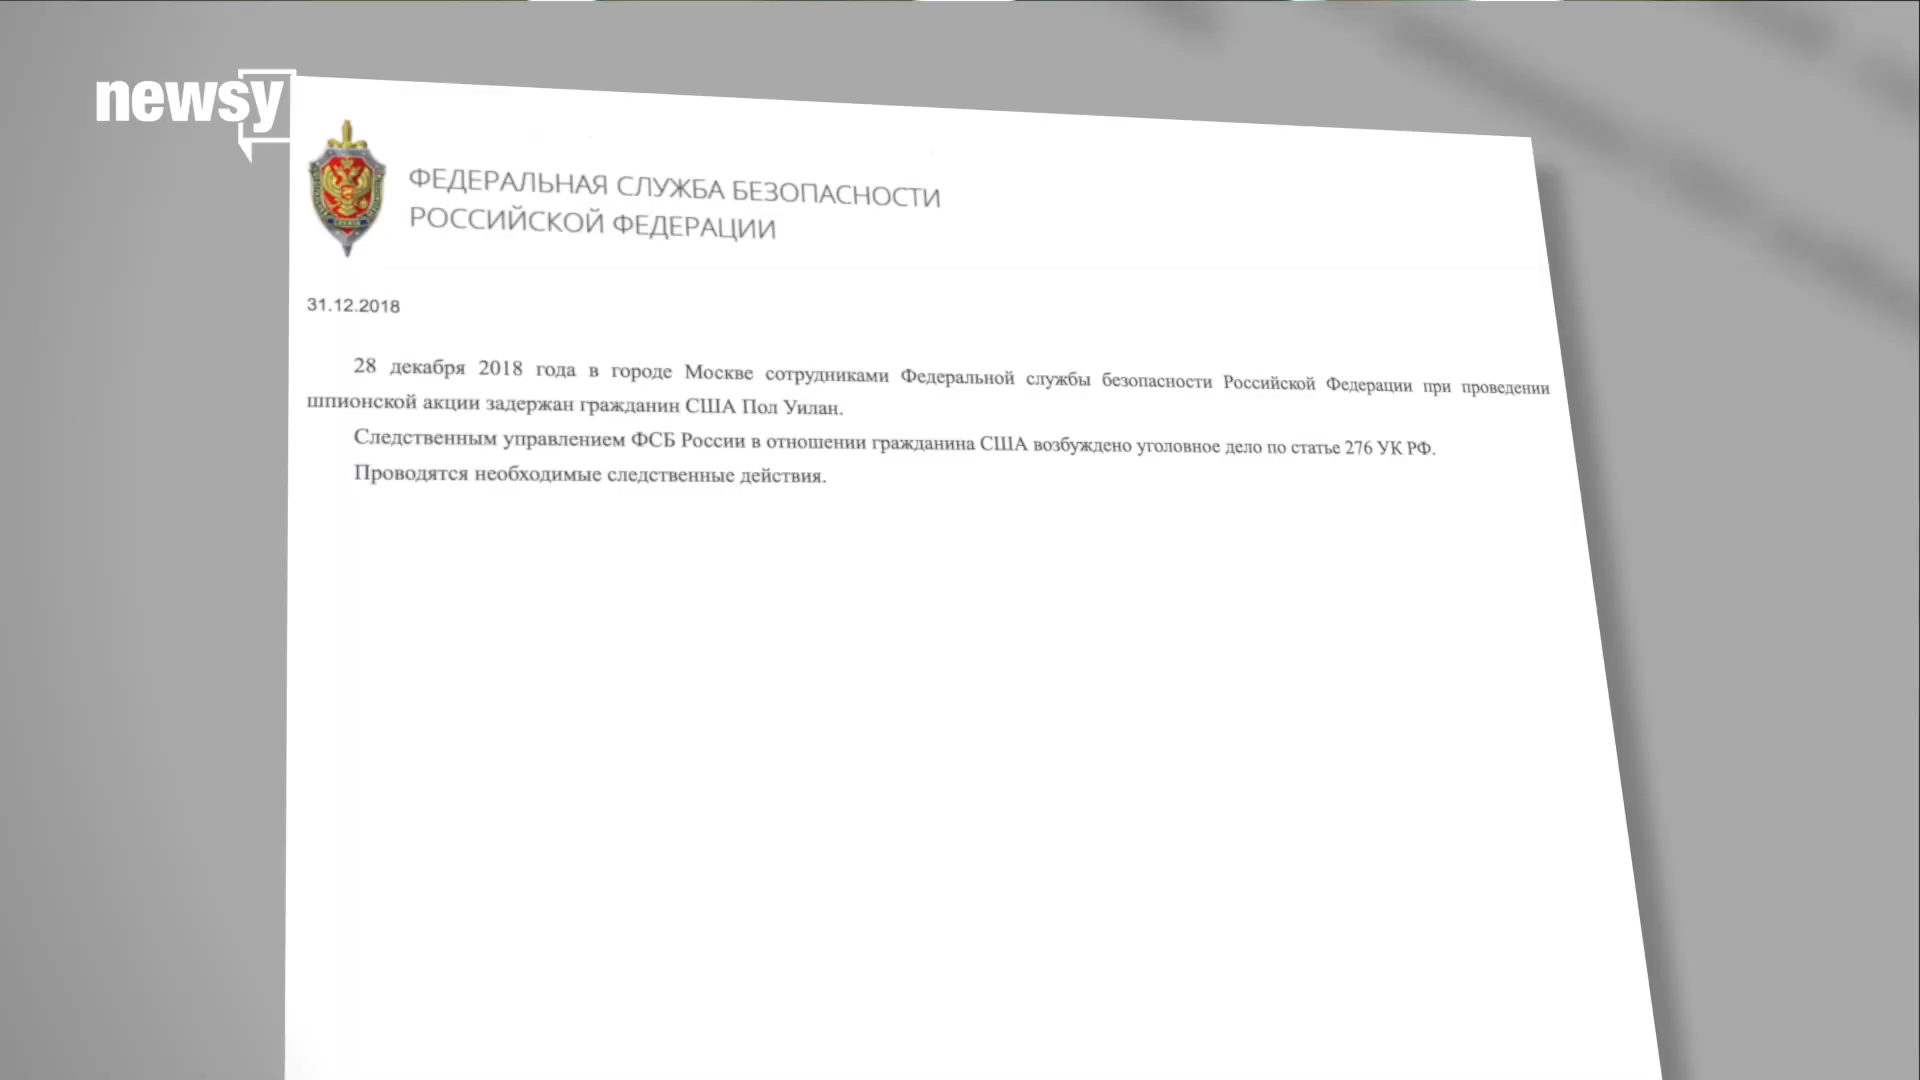 newsy
ФЕДЕРАЛЬНАЯ СЛУЖБА БЕЗОПАСНОСТИ
РОССИЙСКОЙ ФЕДЕРАЦИИ
31.12.2018
28 декабря 2018 года в городе Москве сотрудниками Федеральной службы безопасности Российской Федерации при проведении
шпионской акции задержан гражданин США Пол Уилан.
Следственным управлением ФСБ России в отношении гражданина США возбуждено уголовное дело по статье 276 УК РФ.
Проводятся необходимые следственные действия.